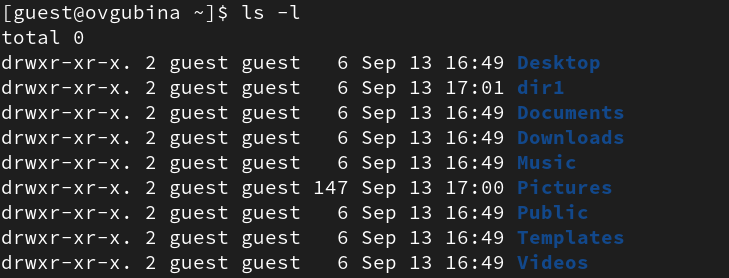 [guest@ovgubina ~]$ ls -l
total 0
drwxr-xr-x. 2 guest guest   6 Sep 13 16:49 Desktop
drwxr-xr-x. 2 guest guest   6 Sep 13 17:01 dir1
drwxr-xr-x. 2 guest guest   6 Sep 13 16:49 Documents
drwxr-xr-x. 2 guest guest   6 Sep 13 16:49 Downloads
drwxr-xr-x. 2 guest guest   6 Sep 13 16:49 Music
drwxr-xr-x. 2 guest guest 147 Sep 13 17:00 Pictures
drwxr-xr-x. 2 guest guest   6 Sep 13 16:49 Public
drwxr-xr-x. 2 guest guest   6 Sep 13 16:49 Templates
drwxr-xr-x. 2 guest guest   6 Sep 13 16:49 Videos